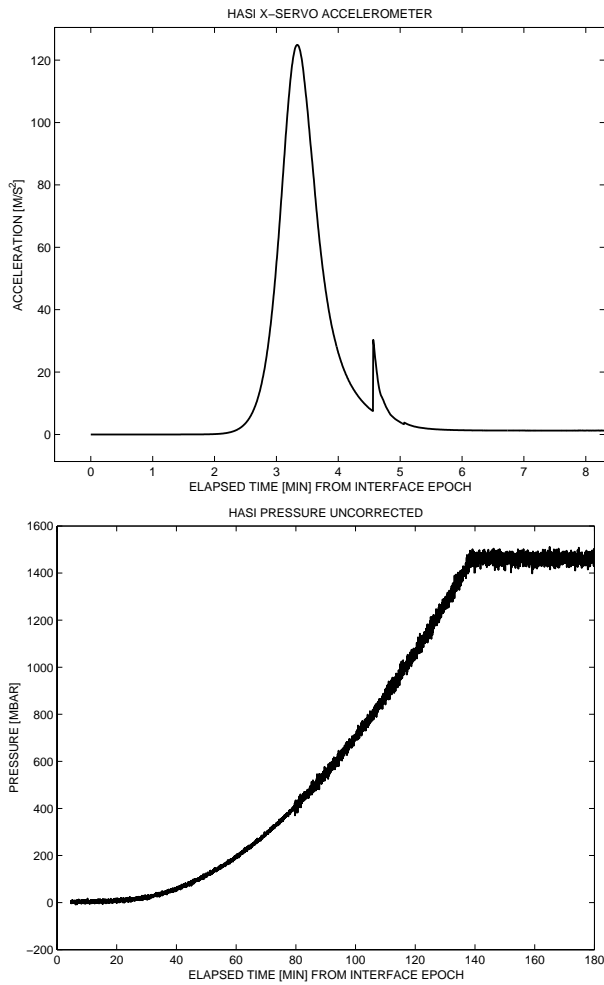 HASI X−SERVO ACCELEROMETER
ACCELERATION [M/S²]
120
100
80
60
40
20
0
0 1 2 3 4 5 6 7 8
ELAPSED TIME [MIN] FROM INTERFACE EPOCH
HASI PRESSURE UNCORRECTED
PRESSURE [MBAR]
1600
1400
1200
1000
800
600
400
200
0
−200
0 20 40 60 80 100 120 140 160 180
ELAPSED TIME [MIN] FROM INTERFACE EPOCH